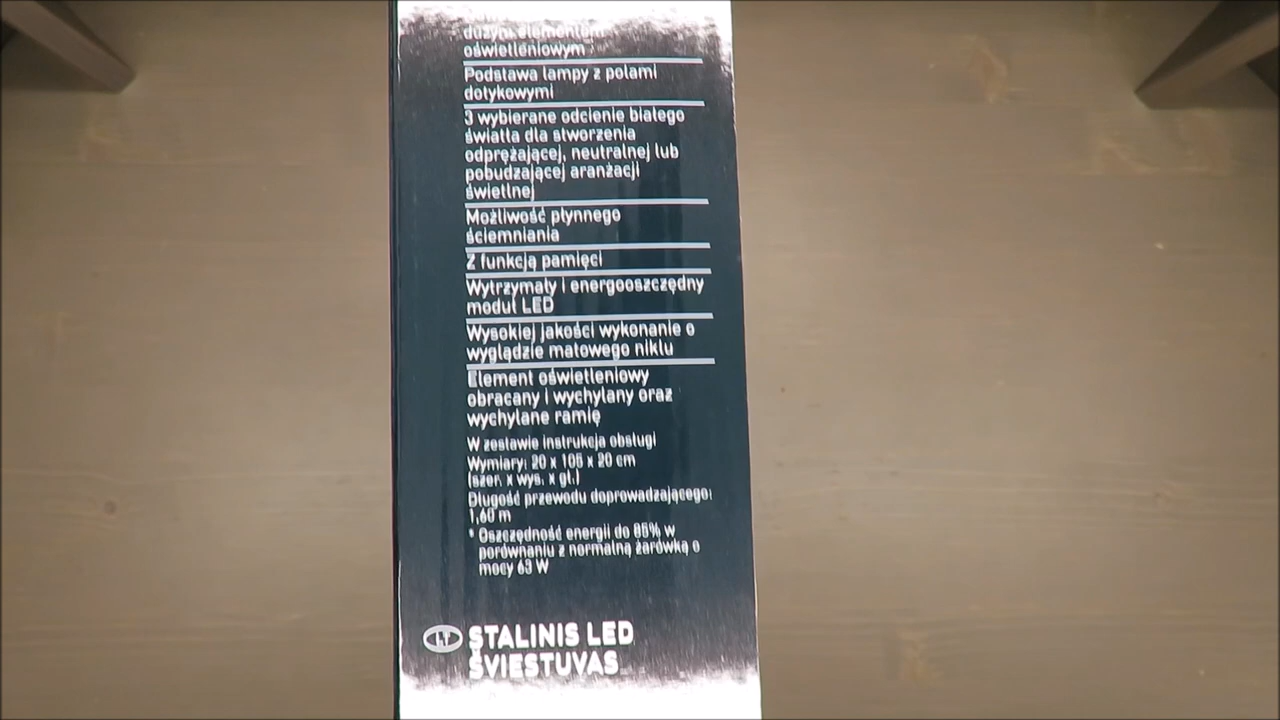 dużym elementem
oświetleniowym
Podstawa lampy z polami
dotykowymi
3 wybierane odcienie białego
światła dla stworzenia
odprężającej, neutralnej lub
pobudzającej aranżacji
świetlnej
Możliwość płynnego
ściemniania
Z funkcją pamięci
Wytrzymały i energooszczędny
moduł LED
Wysokiej jakości wykonanie o
wyglądzie matowego niklu
Element oświetleniowy
obracany i wychylany oraz
wychylane ramię
W zestawie instrukcja obsługi
Wymiary: 20 x 105 x 20 cm
(szer. x wys. x gł.)
Długość przewodu doprowadzającego:
1,60 m
* Oszczędność energii do 85% w
porównaniu z normalną żarówką o
mocy 63 W
LT STALINIS LED
ŠVIESTUVAS